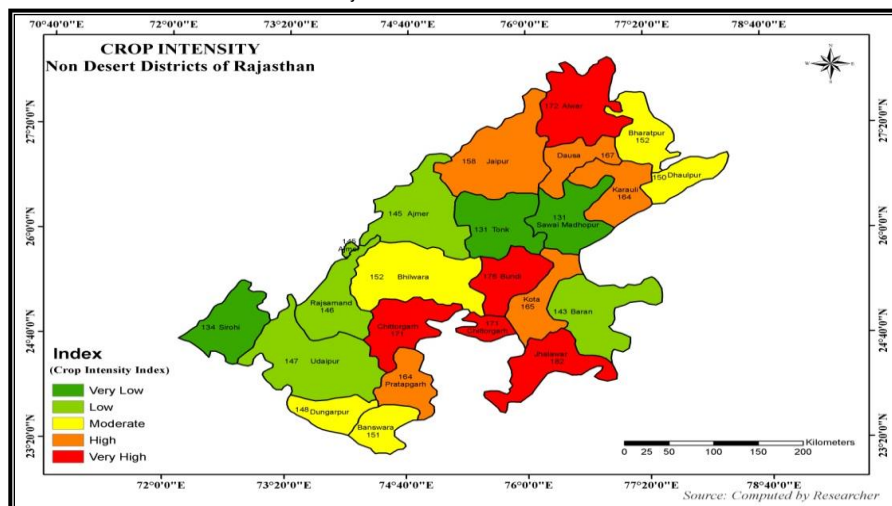 70°40'0"E 72°0'0"E 73°20'0"E 74°40'0"E 76°0'0"E 77°20'0"E 78°40'0"E
CROP INTENSITY
Non Desert Districts of Rajasthan
27°20'0"N
26°0'0"N
24°40'0"N
23°20'0"N
Alwar
Bharatpur
152
158 Jaipur
Dausa 167
150 Dhaulpur
Karauli
164
145 Ajmer
131 Tonk
131
Sawai Madhopur
152 Bhilwara
Bundi
Rajsamand
146
Kota
165
143 Baran
134 Sirohi
Chittorgarh
171
171
Chittorgarh
147 Udaipur
Jhalawar
182
164
Pratapgarh
148 Dungarpur
Banswara
151
Index
(Crop Intensity Index)
Very Low
Low
Moderate
High
Very High
Kilometers
0 25 50 100 150 200
27°20'0"N
26°0'0"N
24°40'0"N
23°20'0"N
72°0'0"E 73°20'0"E 74°40'0"E 76°0'0"E 77°20'0"E 78°40'0"E
Source: Computed by Researcher